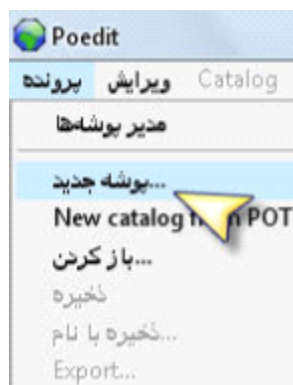 Poedit
پرونده ویرایش Catalog
مدیر پوشه‌ها
پوشه جدید...
New catalog from POT
باز کردن...
ذخیره
ذخیره با نام...
Export...